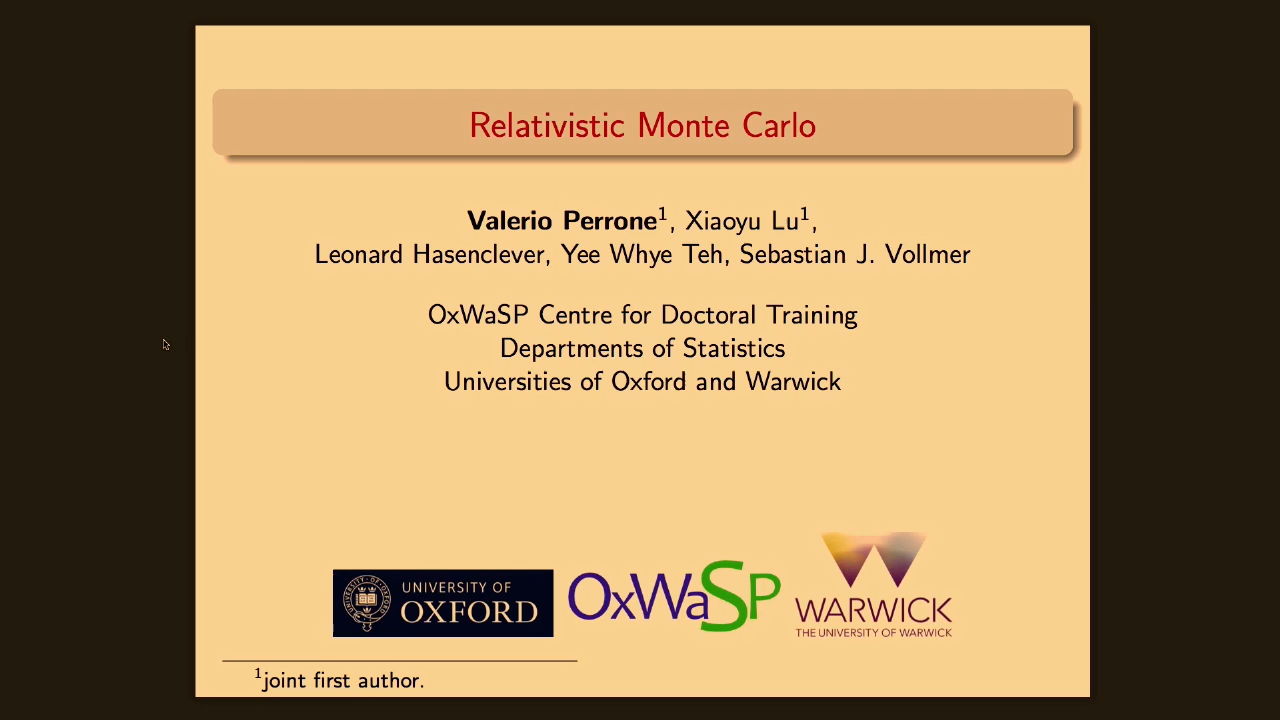 Relativistic Monte Carlo
Valerio Perrone¹, Xiaoyu Lu¹,
Leonard Hasenclever, Yee Whye Teh, Sebastian J. Vollmer
OxWaSP Centre for Doctoral Training
Departments of Statistics
Universities of Oxford and Warwick
UNIVERSITY OF
OXFORD
OxWaSP
WARWICK
THE UNIVERSITY OF WARWICK
¹joint first author.